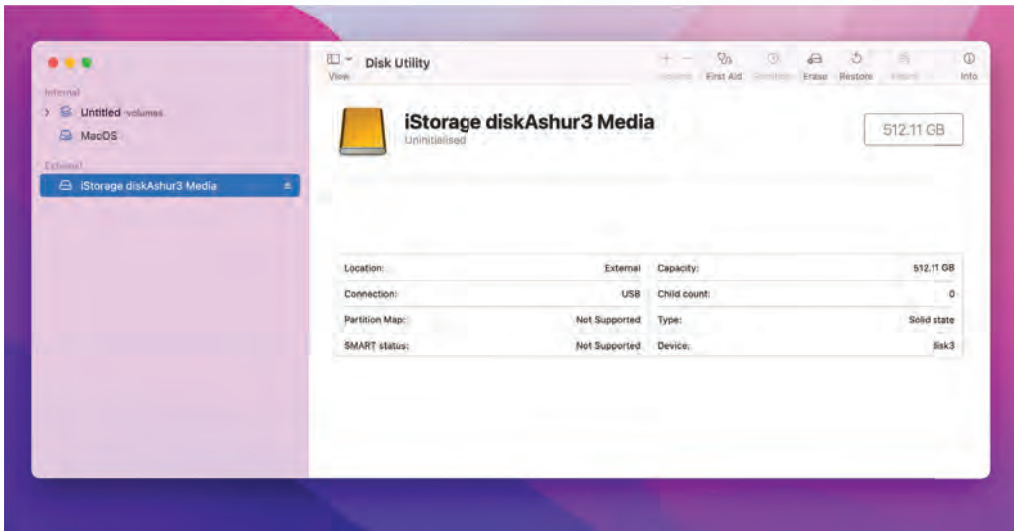 Disk Utility
View
First Aid
Erase
Restore
Info
Internal
Untitled volumes
MacOS
External
iStorage diskAshur3 Media
iStorage diskAshur3 Media
Uninitialised
512.11 GB
Location: External
Capacity: 512.11 GB
Connection: USB
Child count: 0
Partition Map: Not Supported
Type: Solid state
SMART status: Not Supported
Device: disk3